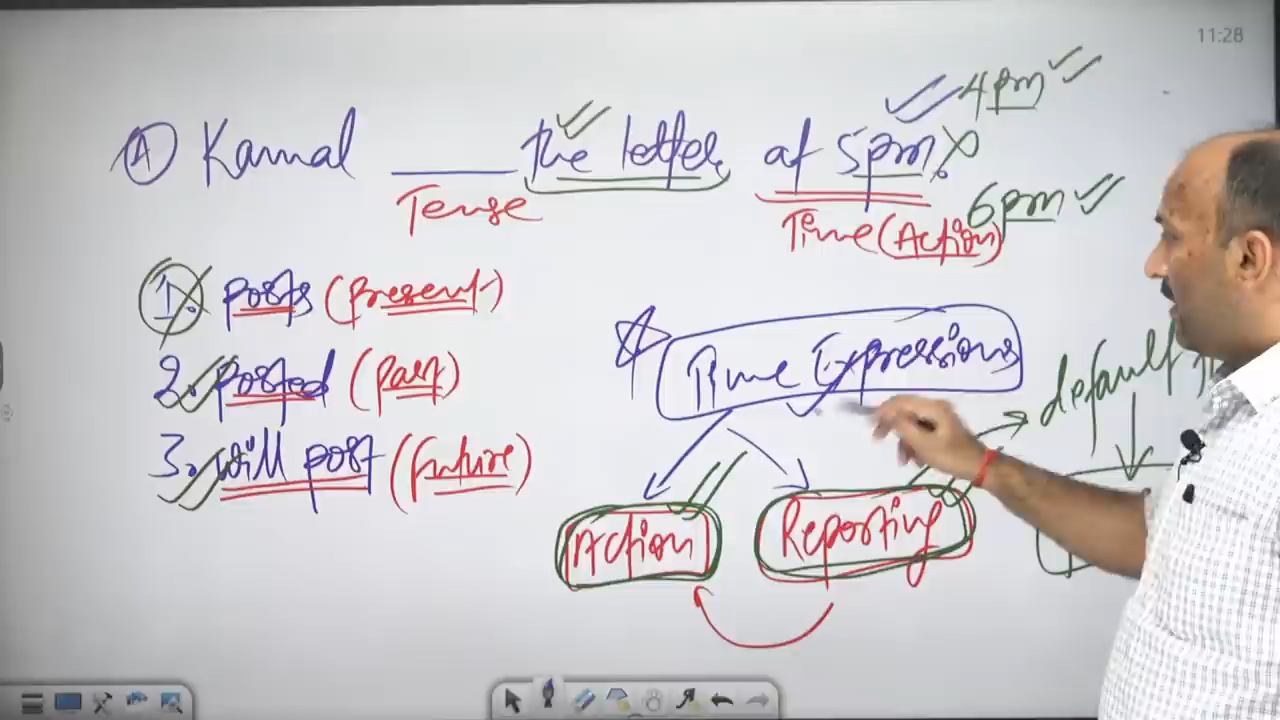 11:28
4pm
A Kamal ____ the letter at 5pm.
Tense
6pm
Time (Action)
1. posts (present)
2. posted (past)
3. will post (future)
Time Expressions
default
Action
Reporting